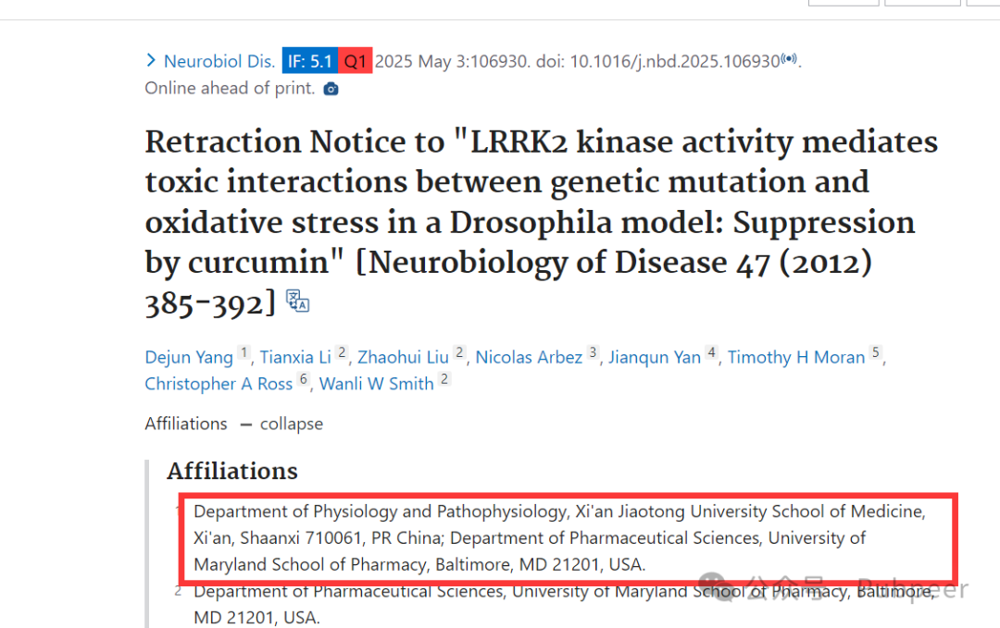 Neurobiol Dis. IF: 5.1 Q1 2025 May 3:106930. doi: 10.1016/j.nbd.2025.106930.
Online ahead of print.
Retraction Notice to "LRRK2 kinase activity mediates
toxic interactions between genetic mutation and
oxidative stress in a Drosophila model: Suppression
by curcumin" [Neurobiology of Disease 47 (2012)
385-392]
Dejun Yang 1, Tianxia Li 2, Zhaohui Liu 2, Nicolas Arbez 3, Jianqun Yan 4, Timothy H Moran 5,
Christopher A Ross 6, Wanli W Smith 2
Affiliations — collapse
Affiliations
1 Department of Physiology and Pathophysiology, Xi'an Jiaotong University School of Medicine,
Xi'an, Shaanxi 710061, PR China; Department of Pharmaceutical Sciences, University of
Maryland School of Pharmacy, Baltimore, MD 21201, USA.
2 Department of Pharmaceutical Sciences, University of Maryland School of Pharmacy, Baltimore,
MD 21201, USA.
公众号 · Pubpeer